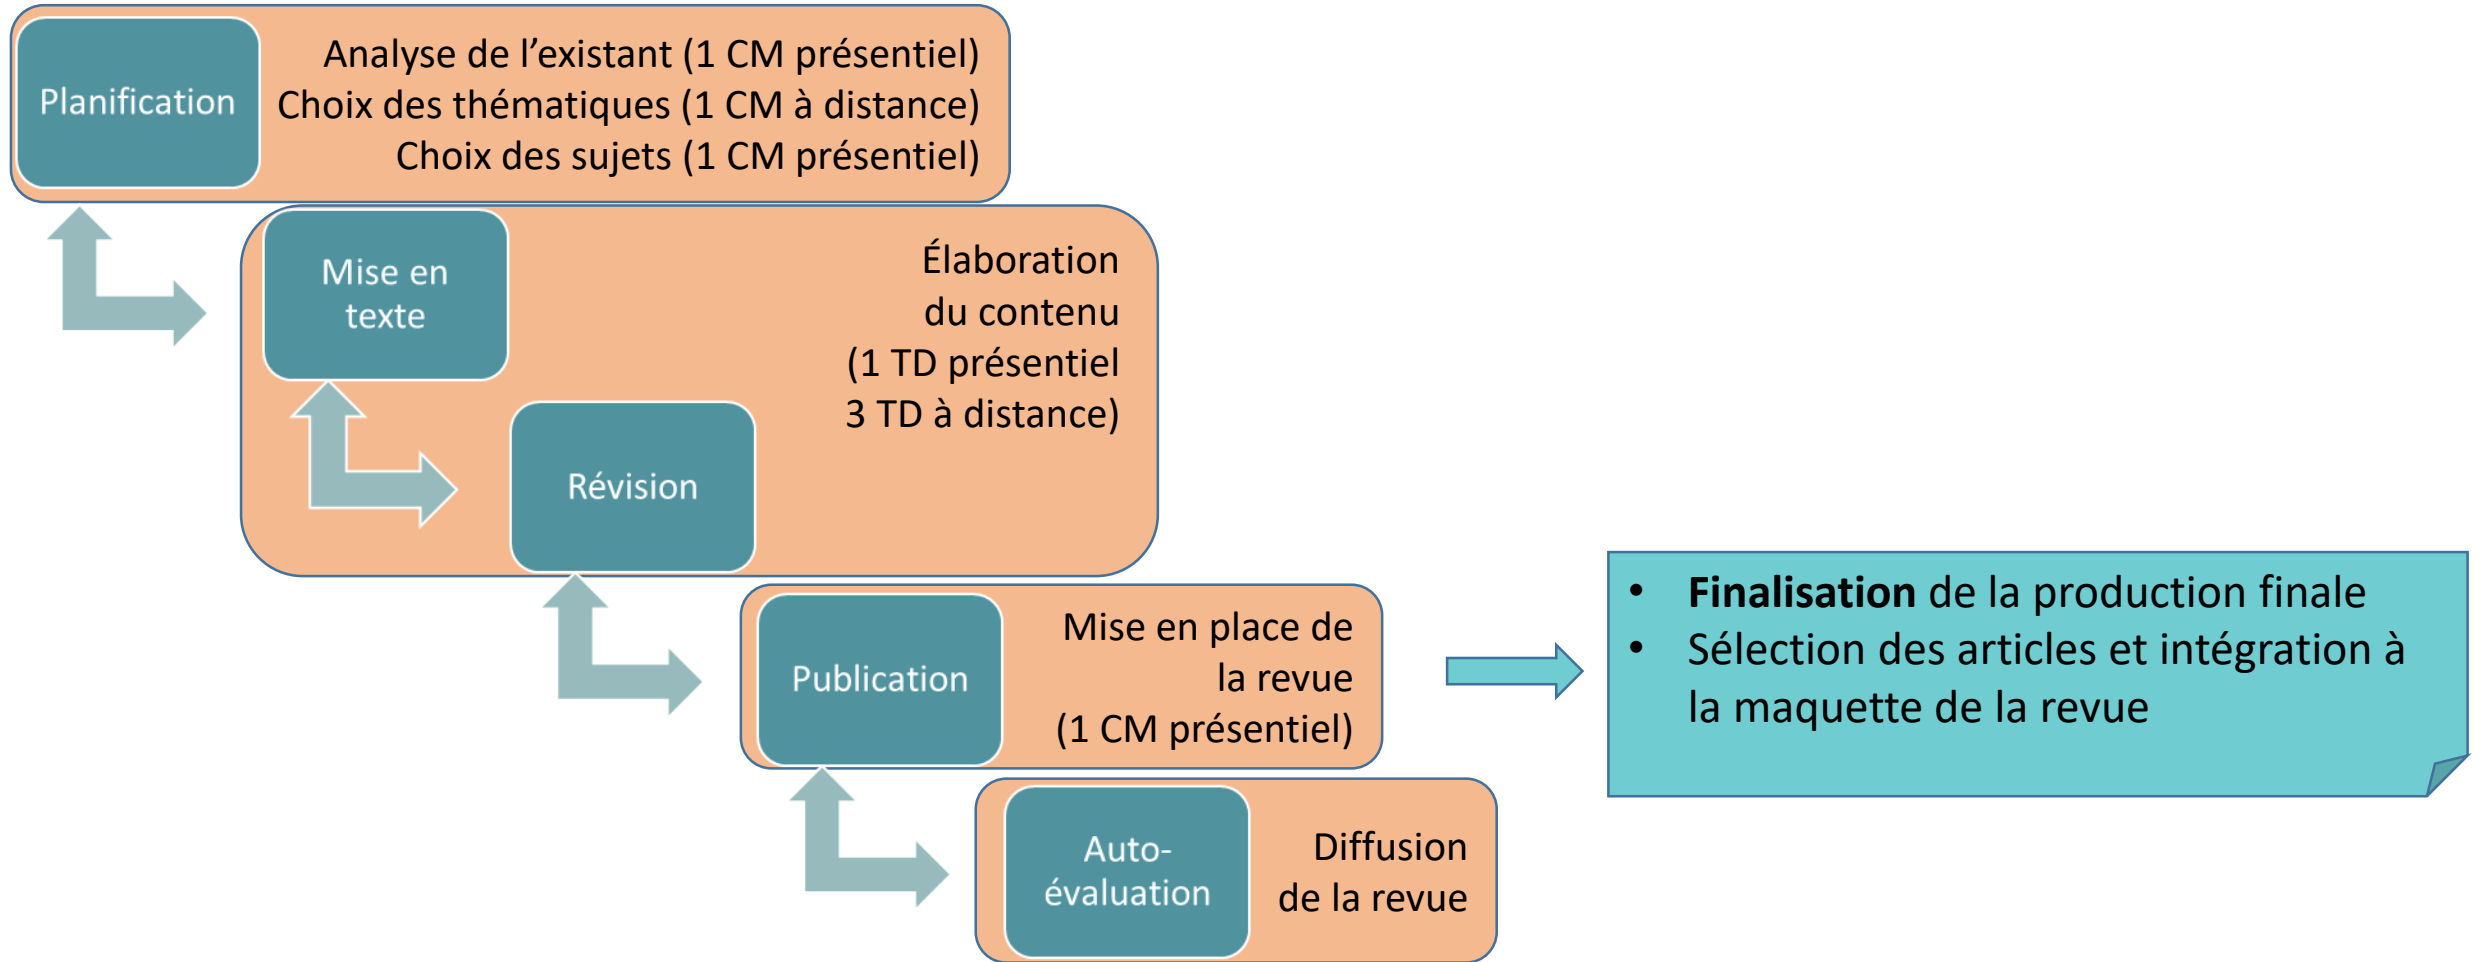 Planification
Analyse de l’existant (1 CM présentiel)
Choix des thématiques (1 CM à distance)
Choix des sujets (1 CM présentiel)
Mise en
texte
Élaboration
du contenu
(1 TD présentiel
3 TD à distance)
Révision
Publication
Mise en place de
la revue
(1 CM présentiel)
• Finalisation de la production finale
• Sélection des articles et intégration à
la maquette de la revue
Auto-
évaluation
Diffusion
de la revue